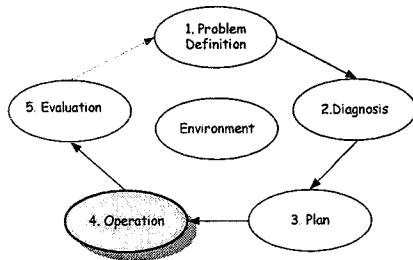 1. Problem
Definition
5. Evaluation
2.Diagnosis
Environment
4. Operation
3. Plan